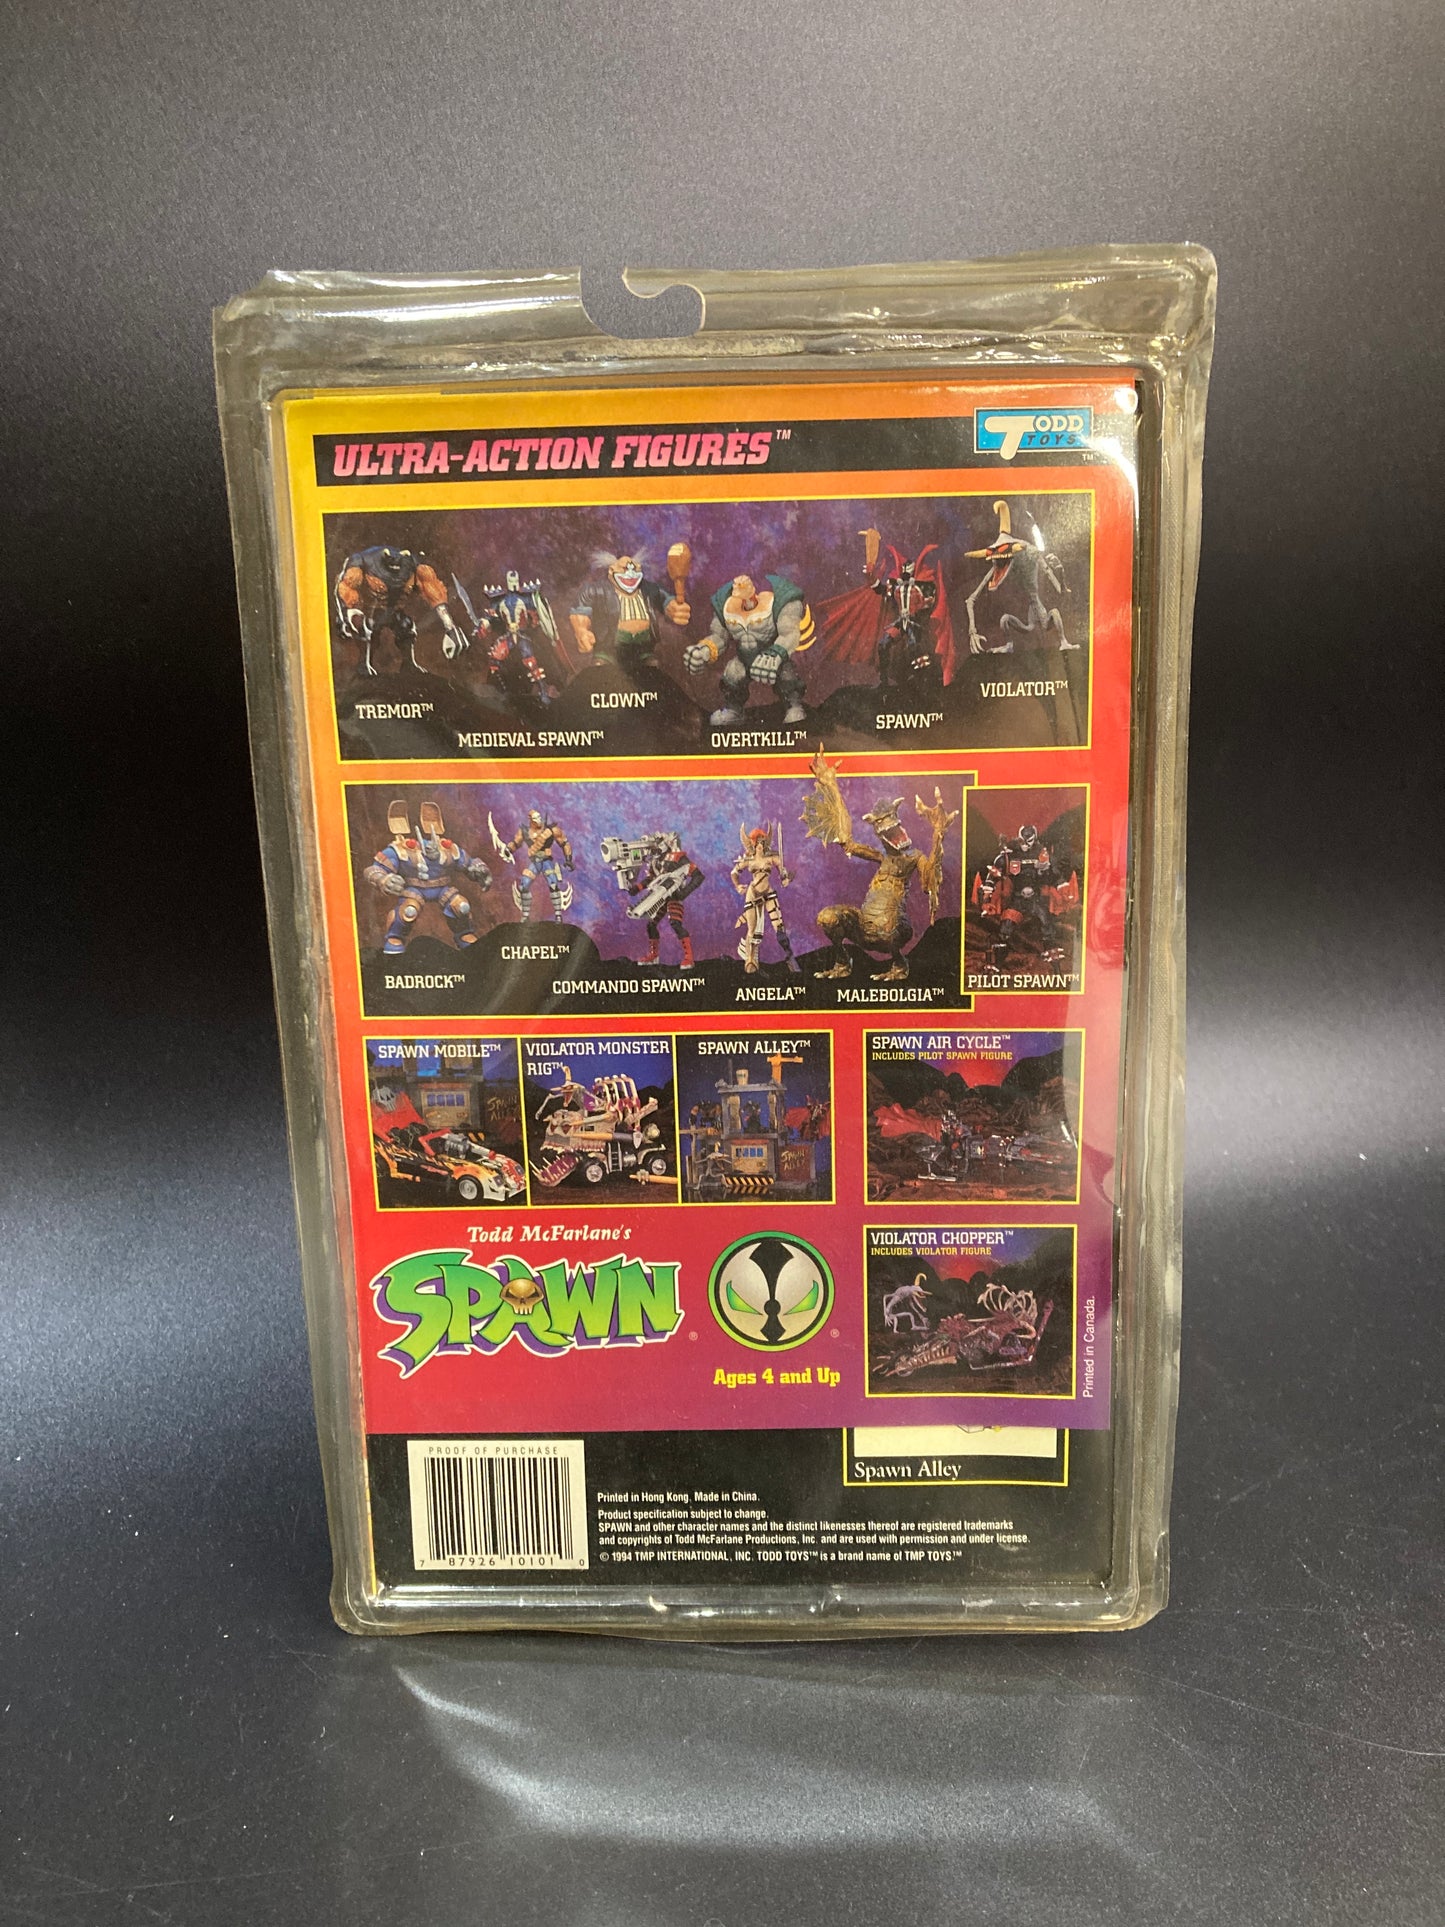 ULTRA-ACTION FIGURES™
TODD
TOYS
™
TREMOR™
MEDIEVAL SPAWN™
CLOWN™
OVERTKILL™
SPAWN™
VIOLATOR™
BADROCK™
CHAPEL™
COMMANDO SPAWN™
ANGELA™
MALEBOLGIA™
PILOT SPAWN™
SPAWN MOBILE™
VIOLATOR MONSTER
RIG™
SPAWN ALLEY™
SPAWN
ALLEY
SPAWN
ALLEY
SPAWN AIR CYCLE™
INCLUDES PILOT SPAWN FIGURE
Todd McFarlane's
SPAWN®
®
Ages 4 and Up
VIOLATOR CHOPPER™
INCLUDES VIOLATOR FIGURE
Printed in Canada.
Spawn Alley
PROOF OF PURCHASE
7 87926 10101 0
Printed in Hong Kong. Made in China.
Product specification subject to change.
SPAWN and other character names and the distinct likenesses thereof are registered trademarks
and copyrights of Todd McFarlane Productions, Inc. and are used with permission and under license.
© 1994 TMP INTERNATIONAL, INC. TODD TOYS™ is a brand name of TMP TOYS.™